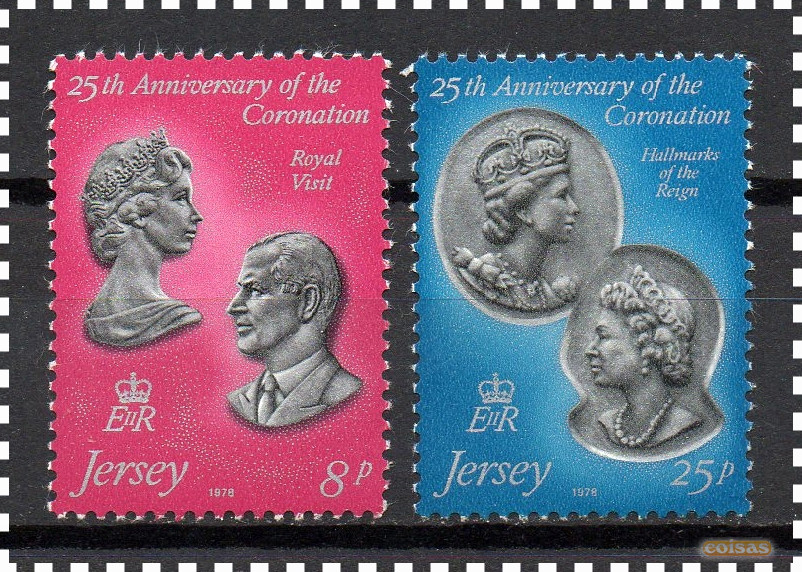 25th Anniversary of the
Coronation
Royal
Visit
EIIR
Jersey
1978
8p
25th Anniversary of the
Coronation
Hallmarks
of the
Reign
EIIR
Jersey
1978
25p
coisas